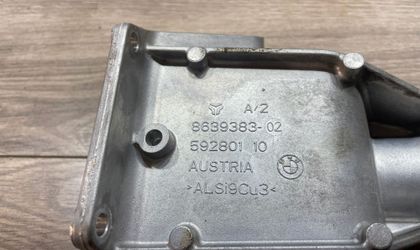 A/2
8639383-02
592801 10
AUSTRIA
>ALSi9Cu3<